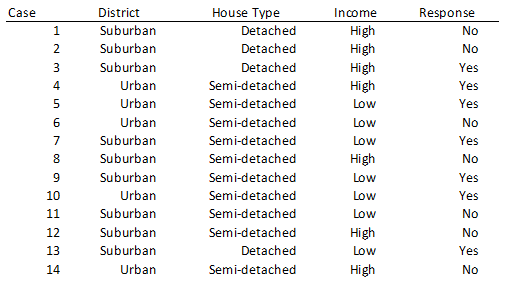 Case District House Type Income Response
1 Suburban Detached High No
2 Suburban Detached High No
3 Suburban Detached High Yes
4 Urban Semi-detached High Yes
5 Urban Semi-detached Low Yes
6 Urban Semi-detached Low No
7 Suburban Semi-detached Low Yes
8 Suburban Semi-detached High No
9 Suburban Semi-detached Low Yes
10 Urban Semi-detached Low Yes
11 Suburban Semi-detached Low No
12 Suburban Semi-detached High No
13 Suburban Detached Low Yes
14 Urban Semi-detached High No